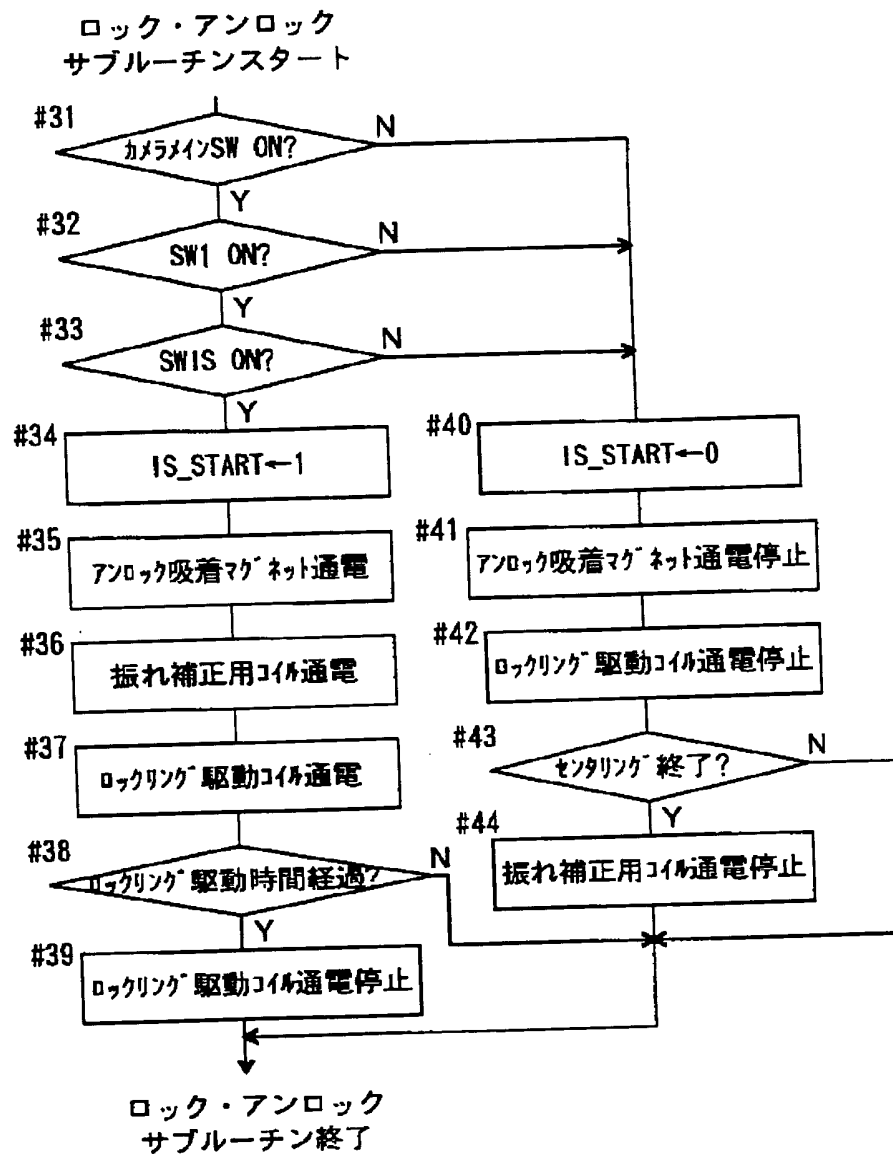 ロック・アンロック
サブルーチンスタート
#31
カメラメインSW ON?
N
Y
#32
SW1 ON?
N
Y
#33
SWIS ON?
N
Y
#34
IS_START←1
#35
アンロック吸着マグネット通電
#36
振れ補正用コイル通電
#37
ロックリング駆動コイル通電
#38
ロックリング駆動時間経過?
N
Y
#39
ロックリング駆動コイル通電停止
#40
IS_START←0
#41
アンロック吸着マグネット通電停止
#42
ロックリング駆動コイル通電停止
#43
センタリング終了?
N
Y
#44
振れ補正用コイル通電停止
ロック・アンロック
サブルーチン終了